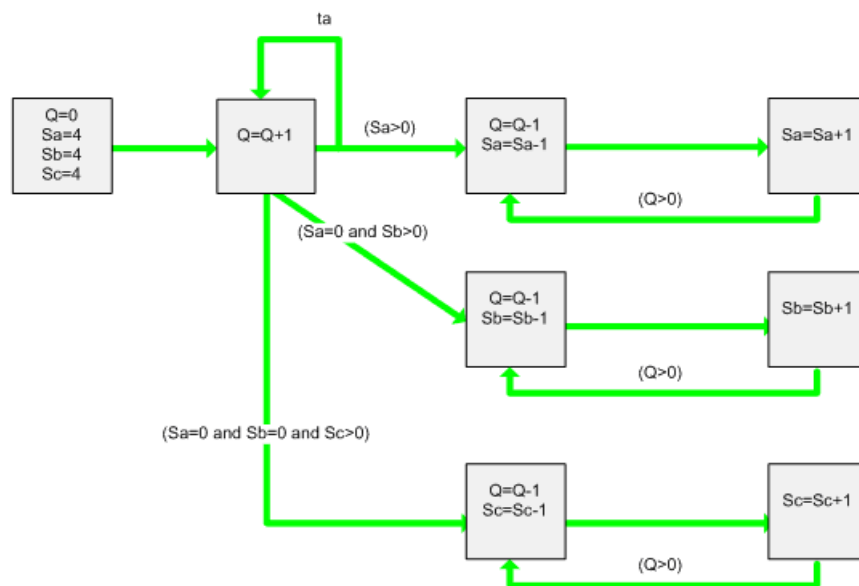 ta
Q=0
Sa=4
Sb=4
Sc=4
Q=Q+1
(Sa>0)
Q=Q-1
Sa=Sa-1
Sa=Sa+1
(Q>0)
(Sa=0 and Sb>0)
Q=Q-1
Sb=Sb-1
Sb=Sb+1
(Q>0)
(Sa=0 and Sb=0 and Sc>0)
Q=Q-1
Sc=Sc-1
Sc=Sc+1
(Q>0)